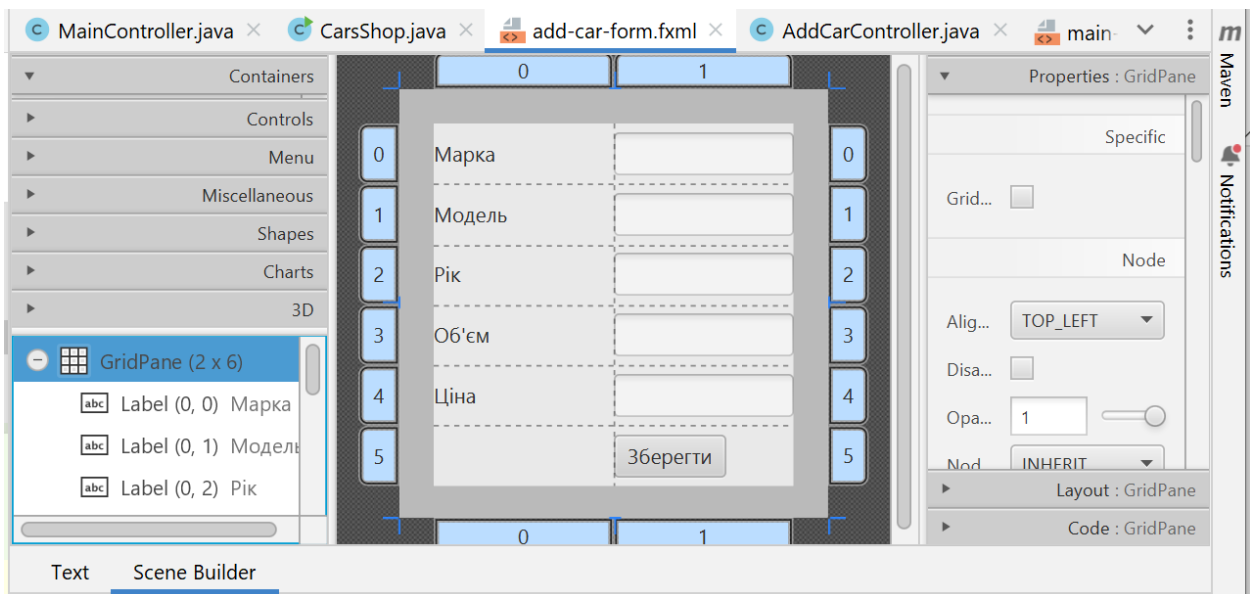 MainController.java CarsShop.java add-car-form.fxml AddCarController.java main-
m
Maven
Notifications
Containers
Controls
Menu
Miscellaneous
Shapes
Charts
3D
GridPane (2 x 6)
abc Label (0, 0) Марка
abc Label (0, 1) Модель
abc Label (0, 2) Рік
0 1
0 Марка 0
1 Модель 1
2 Рік 2
3 Об'єм 3
4 Ціна 4
5 Зберегти 5
0 1
Properties : GridPane
Specific
Grid...
Node
Alig... TOP_LEFT
Disa...
Opa... 1
Nod... INHERIT
Layout : GridPane
Code : GridPane
Text Scene Builder